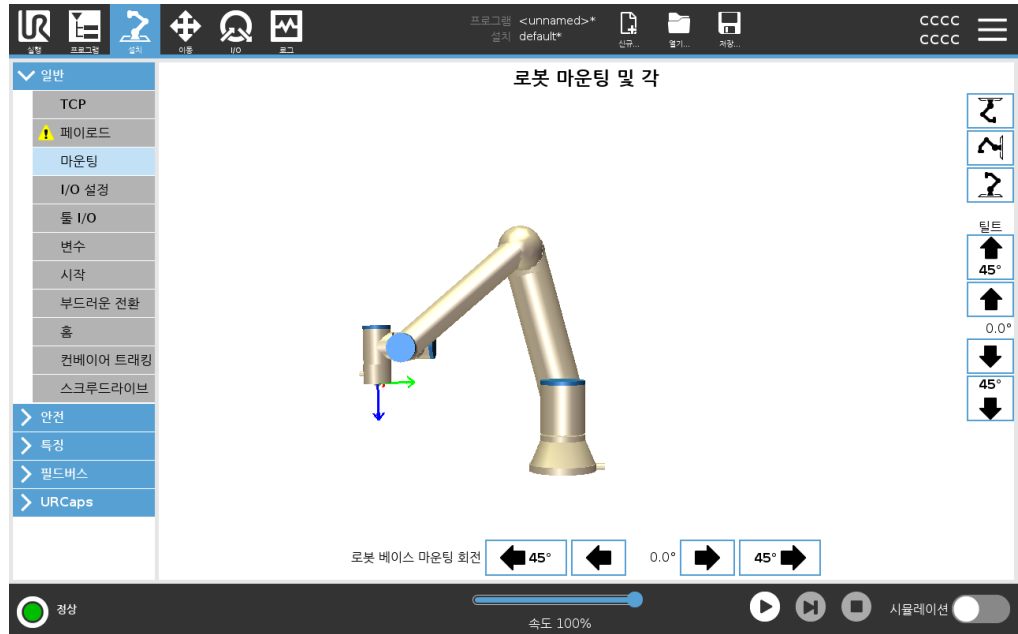 UR
실행
프로그램
설치
이동
I/O
로그
프로그램 <unnamed>*
설치 default*
신규...
열기...
저장...
cccc
cccc
일반
TCP
페이로드
마운팅
I/O 설정
툴 I/O
변수
시작
부드러운 전환
홈
컨베이어 트래킹
스크루드라이브
안전
특징
필드버스
URCaps
로봇 마운팅 및 각
틸트
45°
0.0°
45°
로봇 베이스 마운팅 회전 45° 0.0° 45°
정상
속도 100%
시뮬레이션